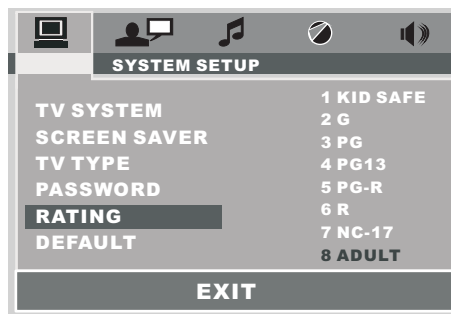 SYSTEM SETUP
TV SYSTEM
SCREEN SAVER
TV TYPE
PASSWORD
RATING
DEFAULT
1 KID SAFE
2 G
3 PG
4 PG13
5 PG-R
6 R
7 NC-17
8 ADULT
EXIT